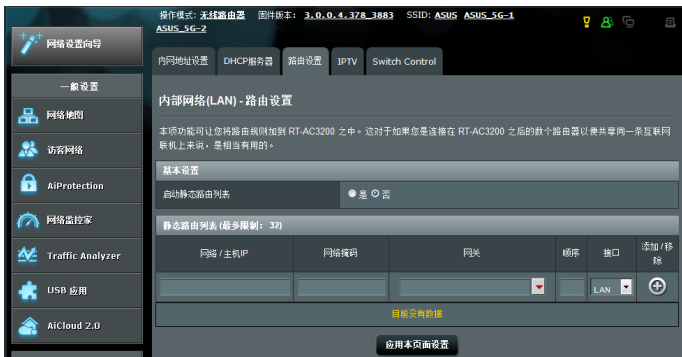 操作模式: 无线路由器 固件版本: 3.0.0.4.378_3883 SSID: ASUS ASUS_5G-1
ASUS_5G-2
网络设置向导
内网地址设置 DHCP服务器 路由设置 IPTV Switch Control
一般设置
网络地图
访客网络
AiProtection
网络监控家
Traffic Analyzer
USB 应用
AiCloud 2.0
内部网络(LAN) - 路由设置
本项功能可让您将路由规则加到 RT-AC3200 之中。这对于如果您是连接在 RT-AC3200 之后的数个路由器以便共享同一条互联网
联机上来说，是相当有用的。
基本设置
启动静态路由列表 是 否
静态路由列表 (最多限制: 32)
网络 / 主机IP 网络掩码 网关 顺序 接口 添加 / 移
除
LAN
目前没有数据
应用本页面设置